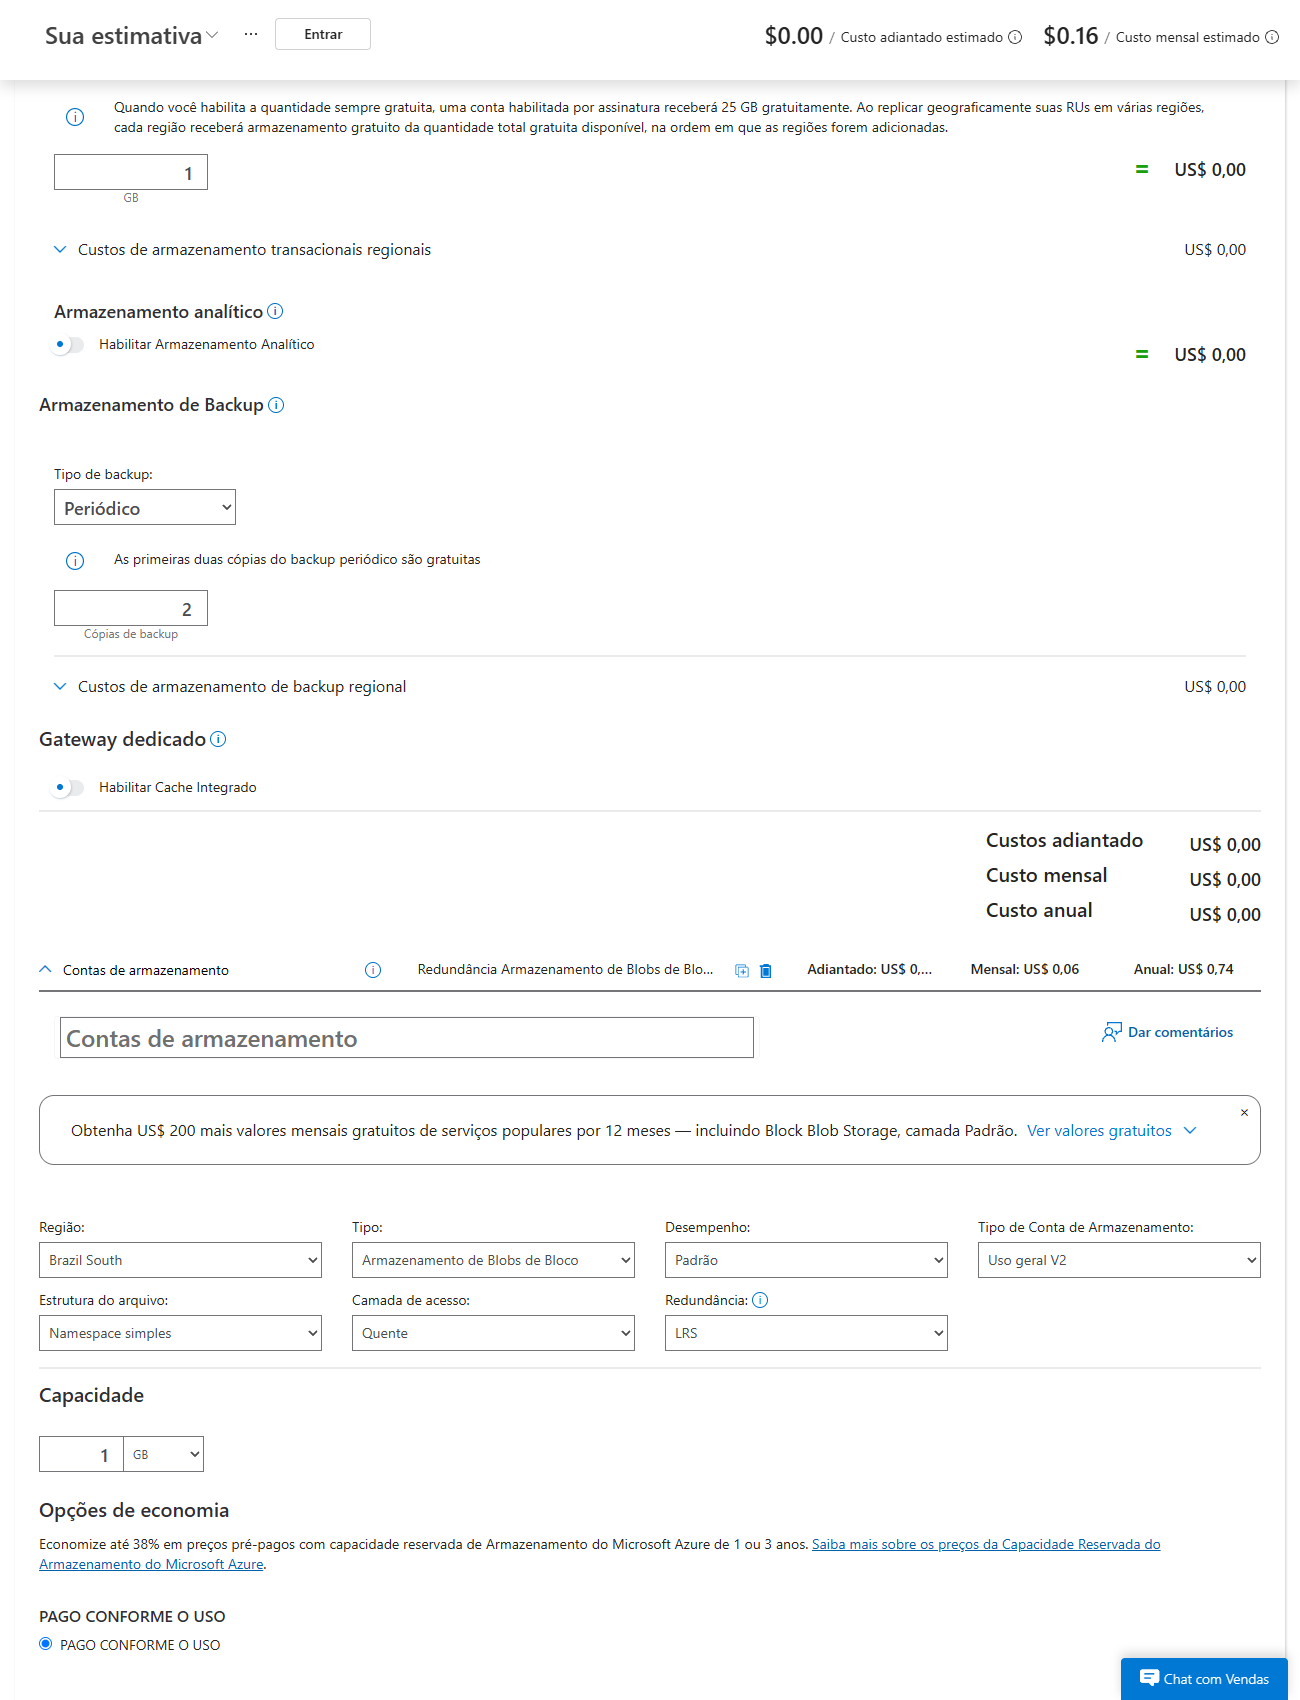 Sua estimativa ... Entrar $0.00 / Custo adiantado estimado $0.16 / Custo mensal estimado
Quando você habilita a quantidade sempre gratuita, uma conta habilitada por assinatura receberá 25 GB gratuitamente. Ao replicar geograficamente suas RUs em várias regiões,
cada região receberá armazenamento gratuito da quantidade total gratuita disponível, na ordem em que as regiões forem adicionadas.
1 = US$ 0,00
GB
Custos de armazenamento transacionais regionais US$ 0,00
Armazenamento analítico
Habilitar Armazenamento Analítico
= US$ 0,00
Armazenamento de Backup
Tipo de backup:
Periódico
As primeiras duas cópias do backup periódico são gratuitas
2
Cópias de backup
Custos de armazenamento de backup regional US$ 0,00
Gateway dedicado
Habilitar Cache Integrado
Custos adiantado US$ 0,00
Custo mensal US$ 0,00
Custo anual US$ 0,00
Contas de armazenamento Redundância Armazenamento de Blobs de Blo... Adiantado: US$ 0,... Mensal: US$ 0,06 Anual: US$ 0,74
Contas de armazenamento
Dar comentários
×
Obtenha US$ 200 mais valores mensais gratuitos de serviços populares por 12 meses — incluindo Block Blob Storage, camada Padrão. Ver valores gratuitos
Região: Tipo: Desempenho: Tipo de Conta de Armazenamento:
Brazil South Armazenamento de Blobs de Bloco Padrão Uso geral V2
Estrutura do arquivo: Camada de acesso: Redundância:
Namespace simples Quente LRS
Capacidade
1 GB
Opções de economia
Economize até 38% em preços pré-pagos com capacidade reservada de Armazenamento do Microsoft Azure de 1 ou 3 anos. Saiba mais sobre os preços da Capacidade Reservada do
Armazenamento do Microsoft Azure.
PAGO CONFORME O USO
PAGO CONFORME O USO
Chat com Vendas